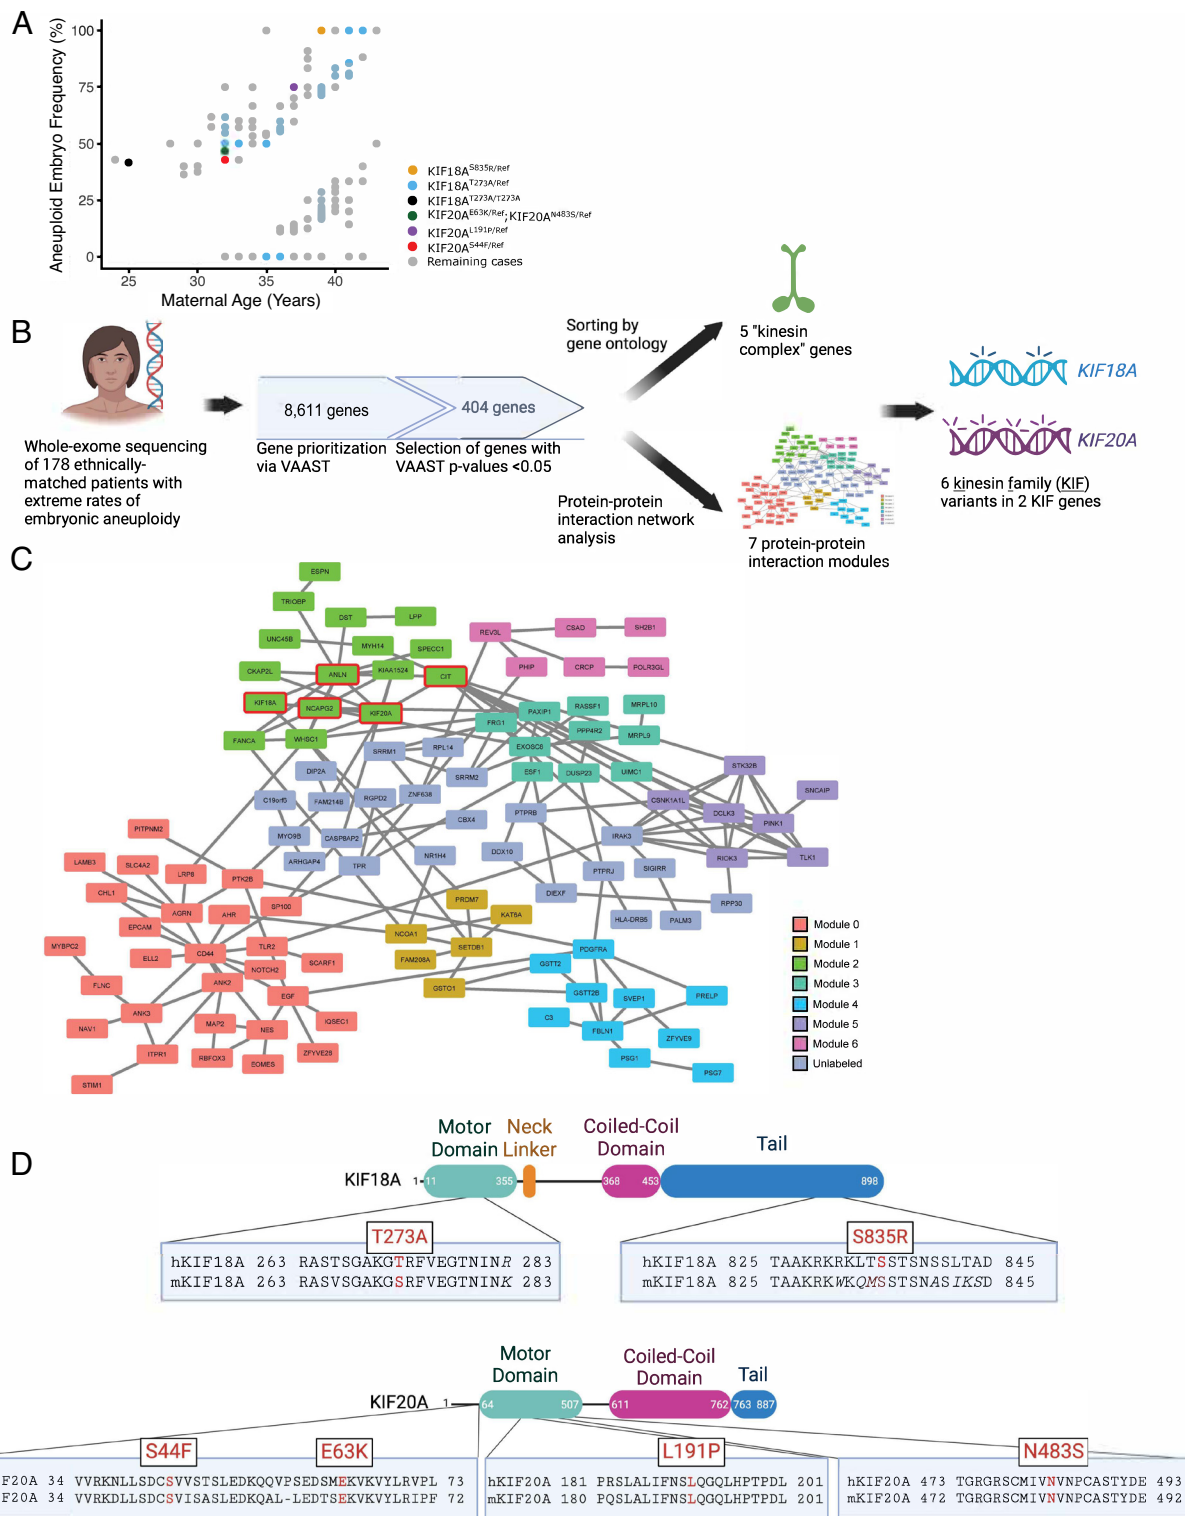 A
Aneuploid Embryo Frequency (%)
100
75
50
25
0
25
30
35
40
Maternal Age (Years)
KIF18A^S835R/Ref
KIF18A^T273A/Ref
KIF18A^T273A/T273A
KIF20A^E63K/Ref;KIF20A^N483S/Ref
KIF20A^L191P/Ref
KIF20A^S44F/Ref
Remaining cases
B
Whole-exome sequencing
of 178 ethnically-
matched patients with
extreme rates of
embryonic aneuploidy
8,611 genes
Gene prioritization
via VAAST
404 genes
Selection of genes with
VAAST p-values <0.05
Sorting by
gene ontology
5 "kinesin
complex" genes
Protein-protein
interaction network
analysis
7 protein-protein
interaction modules
KIF18A
KIF20A
6 kinesin family (KIF)
variants in 2 KIF genes
C
ESPN
TRIOBP
DST
LPP
UNC45B
MYH14
SPECC1
CKAP2L
ANLN
KIAA1524
CIT
KIF18A
NCAPG2
KIF20A
FANCA
WHSC1
REV3L
CSAD
SH2B1
PHIP
CRCP
POLR3GL
FRG1
PAXIP1
RASSF1
MRPL10
PPP4R2
MRPL9
EXOSC8
ESF1
DUSP23
UIMC1
SRRM1
RPL14
SRRM2
DIP2A
C19orf5
FAM214B
RGPD2
ZNF638
MYO9B
CASP8AP2
CBX4
ARHGAP4
TPR
NR1H4
PTPRB
DDX10
IRAK3
PTPRJ
SIGIRR
DIEXF
HLA-DRB5
PALM3
RPP30
STK32B
SNCAIP
CSNK1A1L
DCLK3
PINK1
RIOK3
TLK1
PITPNM2
LAMB3
SLC4A2
LRP8
PTK2B
CHL1
AGRN
AHR
SP100
EPCAM
MYBPC2
ELL2
CD44
TLR2
SCARF1
NOTCH2
FLNC
ANK2
EGF
ANK3
MAP2
NES
IQSEC1
NAV1
ITPR1
RBFOX3
EOMES
ZFYVE28
STIM1
PRDM7
KAT6A
NCOA1
SETDB1
FAM208A
GSTO1
PDGFRA
GSTT2
GSTT2B
SVEP1
PRELP
C3
FBLN1
ZFYVE9
PSG1
PSG7
Module 0
Module 1
Module 2
Module 3
Module 4
Module 5
Module 6
Unlabeled
D
Motor
Domain
Neck
Linker
Coiled-Coil
Domain
Tail
KIF18A 1 11 355 368 453 898
T273A
hKIF18A 263 RASTSGAKGTRFVEGTNINR 283
mKIF18A 263 RASVSGAKGSRFVEGTNINK 283
S835R
hKIF18A 825 TAAKRKRKLTSSTSNSSLTAD 845
mKIF18A 825 TAAKRKWKQMSSTSNASIKSD 845
Motor
Domain
Coiled-Coil
Domain
Tail
KIF20A 1 64 507 611 762 763 887
S44F
E63K
F20A 34 VVRKNLLSDCSVVSTSLEDKQQVPSEDSMEKVKVYLRVPL 73
F20A 34 VVRKDLLSDCSVISASLEDKQAL-LEDTSEKVKVYLRIPF 72
L191P
hKIF20A 181 PRSLALIFNSLQGQLHPTPDL 201
mKIF20A 180 PQSLALIFNSLQGQLHPTPDL 201
N483S
hKIF20A 473 TGRGRSCMIVNVNPCASTYDE 493
mKIF20A 472 TGRGRSCMIVNVNPCASTYDE 492